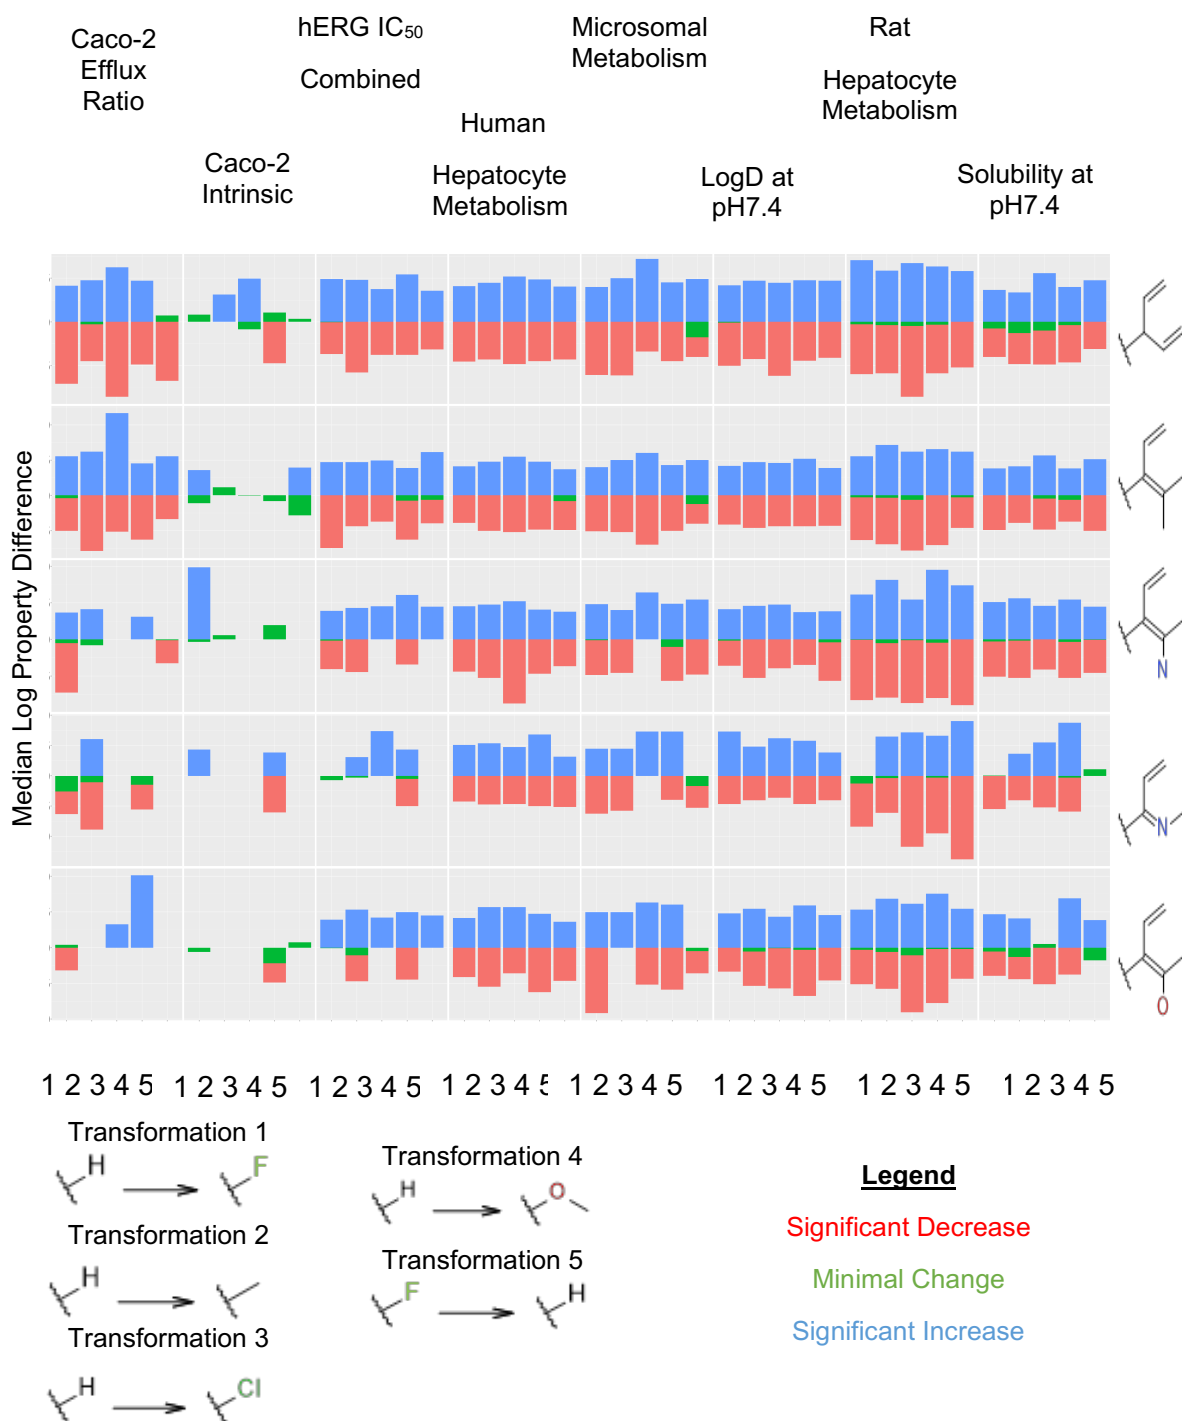 Caco-2
Efflux
Ratio
Caco-2
Intrinsic
hERG IC₅₀
Combined
Human
Hepatocyte
Metabolism
Microsomal
Metabolism
LogD at
pH7.4
Rat
Hepatocyte
Metabolism
Solubility at
pH7.4
Median Log Property Difference
N
N
O
1 2 3 4 5 1 2 3 4 5 1 2 3 4 5 1 2 3 4 5 1 2 3 4 5 1 2 3 4 5 1 2 3 4 5 1 2 3 4 5
Transformation 1
H F
Transformation 2
H
Transformation 3
H Cl
Transformation 4
H O
Transformation 5
F H
Legend
Significant Decrease
Minimal Change
Significant Increase